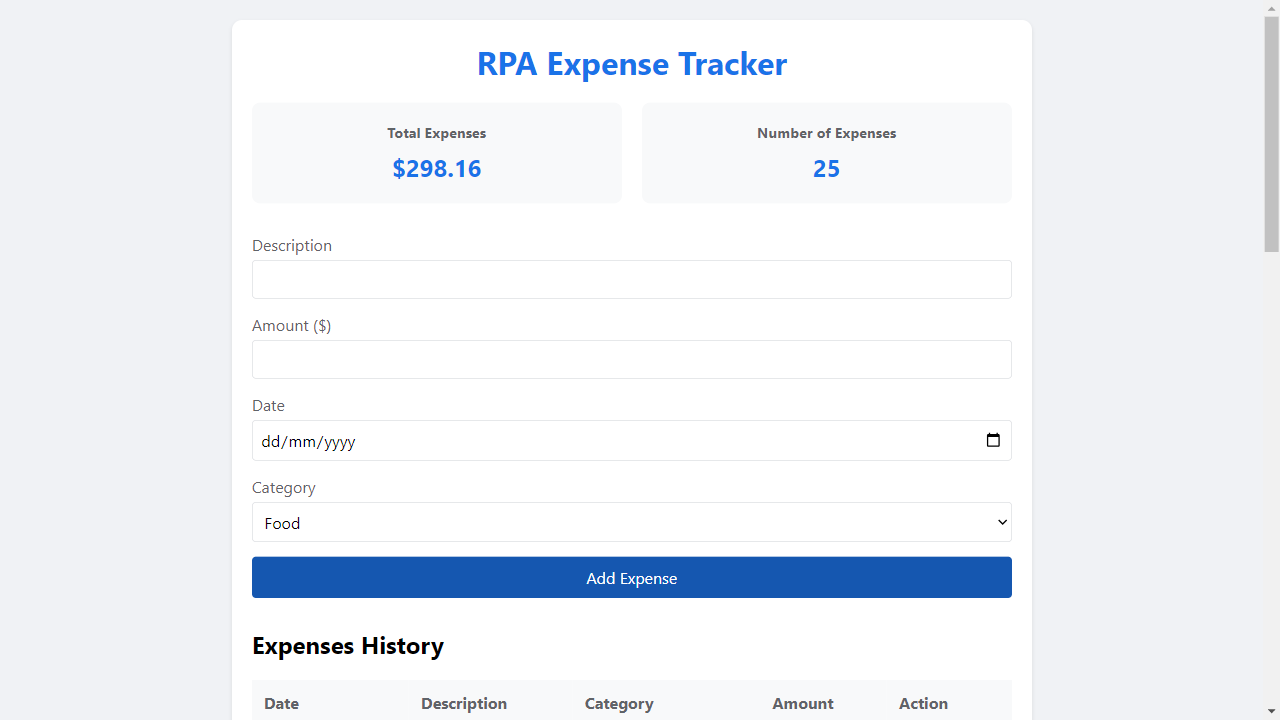 RPA Expense Tracker
Total Expenses
$298.16
Number of Expenses
25
Description
Amount ($)
Date
dd/mm/yyyy
Category
Food
Add Expense
Expenses History
Date Description Category Amount Action